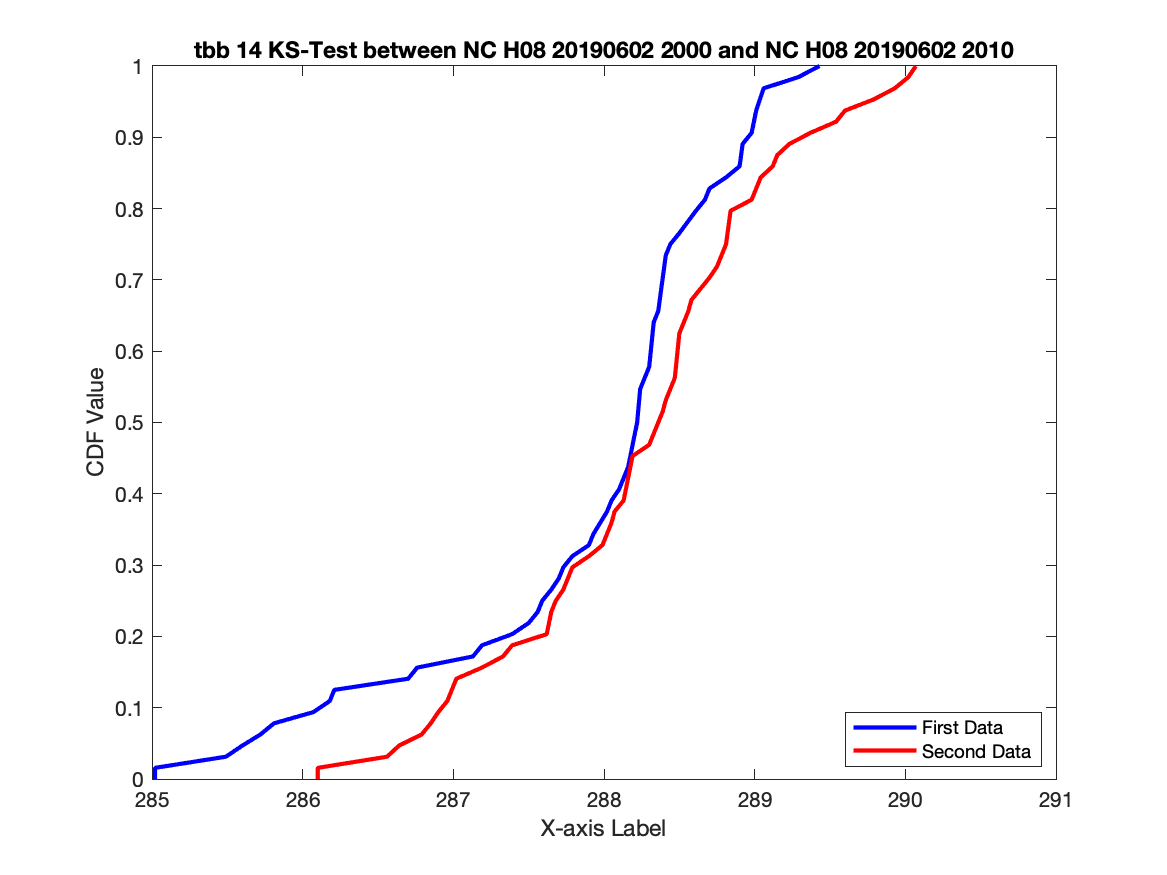 tbb 14 KS-Test between NC H08 20190602 2000 and NC H08 20190602 2010
1
0.9
0.8
0.7
0.6
0.5
0.4
0.3
0.2
0.1
0
CDF Value
First Data
Second Data
285 286 287 288 289 290 291
X-axis Label